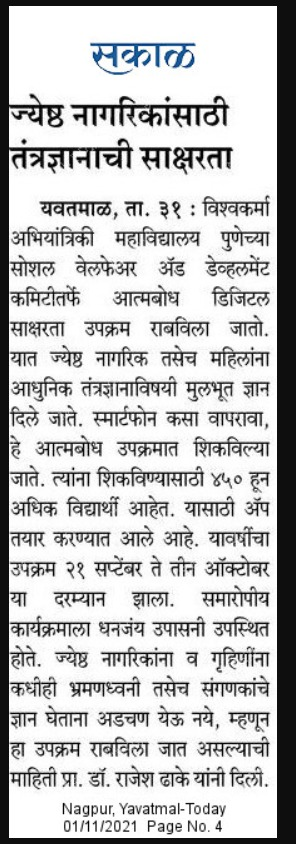 सकाळ
ज्येष्ठ नागरिकांसाठी
तंत्रज्ञानाची साक्षरता
यवतमाळ, ता. ३१ : विश्वकर्मा
अभियांत्रिकी महाविद्यालय पुणेच्या
सोशल वेलफेअर ॲंड डेव्हलमेंट
कमिटीतर्फे आत्मबोध डिजिटल
साक्षरता उपक्रम राबविला जातो.
यात ज्येष्ठ नागरिक तसेच महिलांना
आधुनिक तंत्रज्ञानाविषयी मुलभूत ज्ञान
दिले जाते. स्मार्टफोन कसा वापरावा,
हे आत्मबोध उपक्रमात शिकविल्या
जाते. त्यांना शिकविण्यासाठी ४५० हून
अधिक विद्यार्थी आहेत. यासाठी ॲप
तयार करण्यात आले आहे. यावर्षीचा
उपक्रम २१ सप्टेंबर ते तीन ऑक्टोबर
या दरम्यान झाला. समारोपीय
कार्यक्रमाला धनजंय उपासनी उपस्थित
होते. ज्येष्ठ नागरिकांना व गृहिणींना
कधीही भ्रमणध्वनी तसेच संगणकांचे
ज्ञान घेताना अडचण येऊ नये, म्हणून
हा उपक्रम राबविला जात असल्याची
माहिती प्रा. डॉ. राजेश ढाके यांनी दिली.
Nagpur, Yavatmal-Today
01/11/2021 Page No. 4